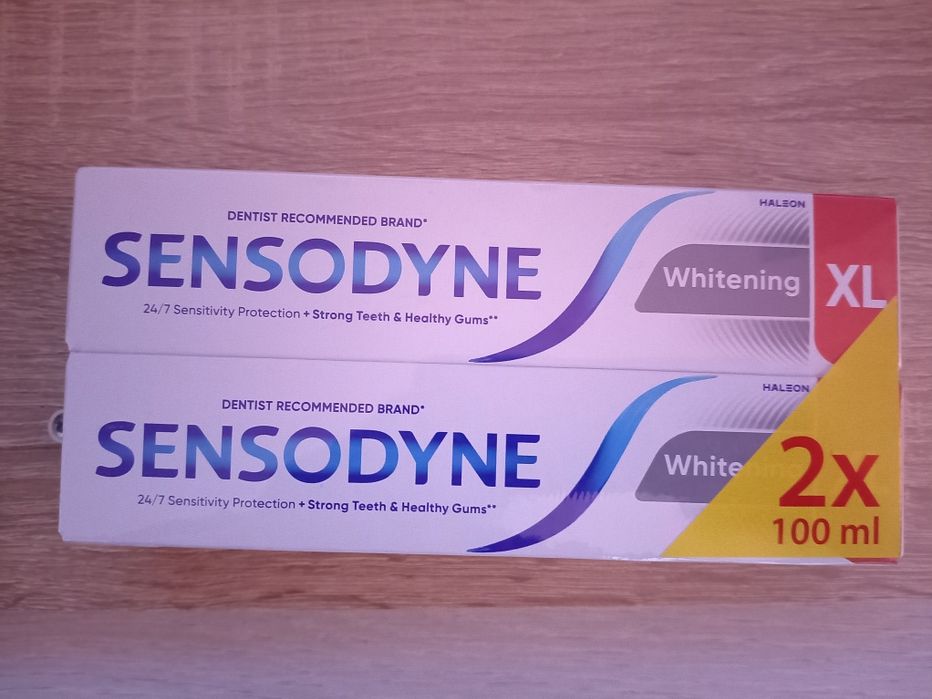 DENTIST RECOMMENDED BRAND*
SENSODYNE
24/7 Sensitivity Protection + Strong Teeth & Healthy Gums**
HALEON
Whitening
XL
DENTIST RECOMMENDED BRAND*
SENSODYNE
24/7 Sensitivity Protection + Strong Teeth & Healthy Gums**
HALEON
Whitening
2x
100 ml